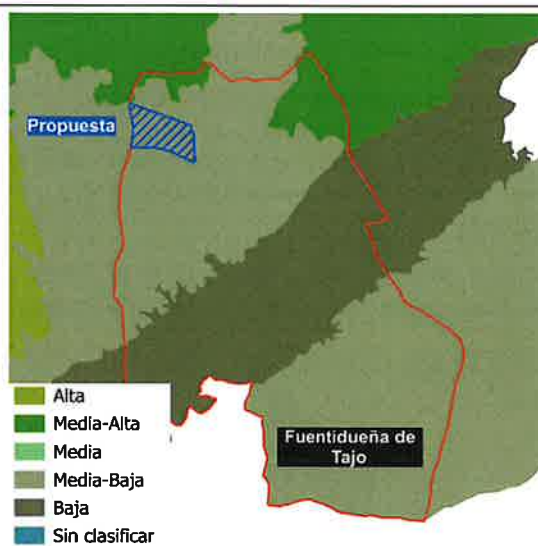 Propuesta
Alta
Media-Alta
Media
Media-Baja
Baja
Sin clasificar
Fuentidueña de
Tajo